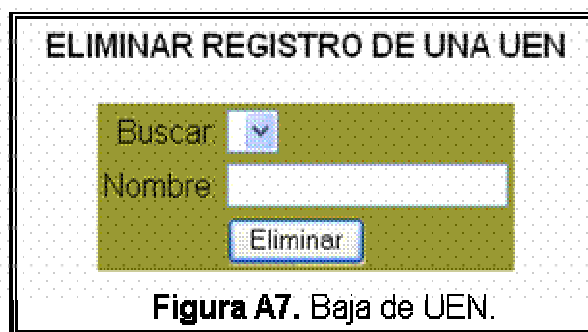 ELIMINAR REGISTRO DE UNA UEN
Buscar:
Nombre:
Eliminar
Figura A7. Baja de UEN.